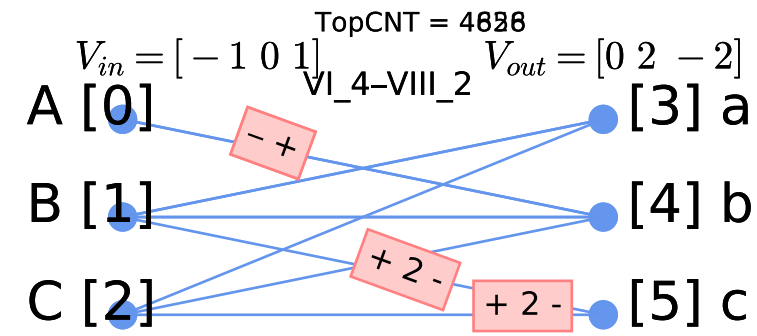 TopCNT =
V_in = [ − 1 0 1]
V_out = [0 2 − 2]
VI_4–VIII_2
A [0]
[3] a
− +
B [1]
[4] b
+ 2 -
C [2]
+ 2 -
[5] c